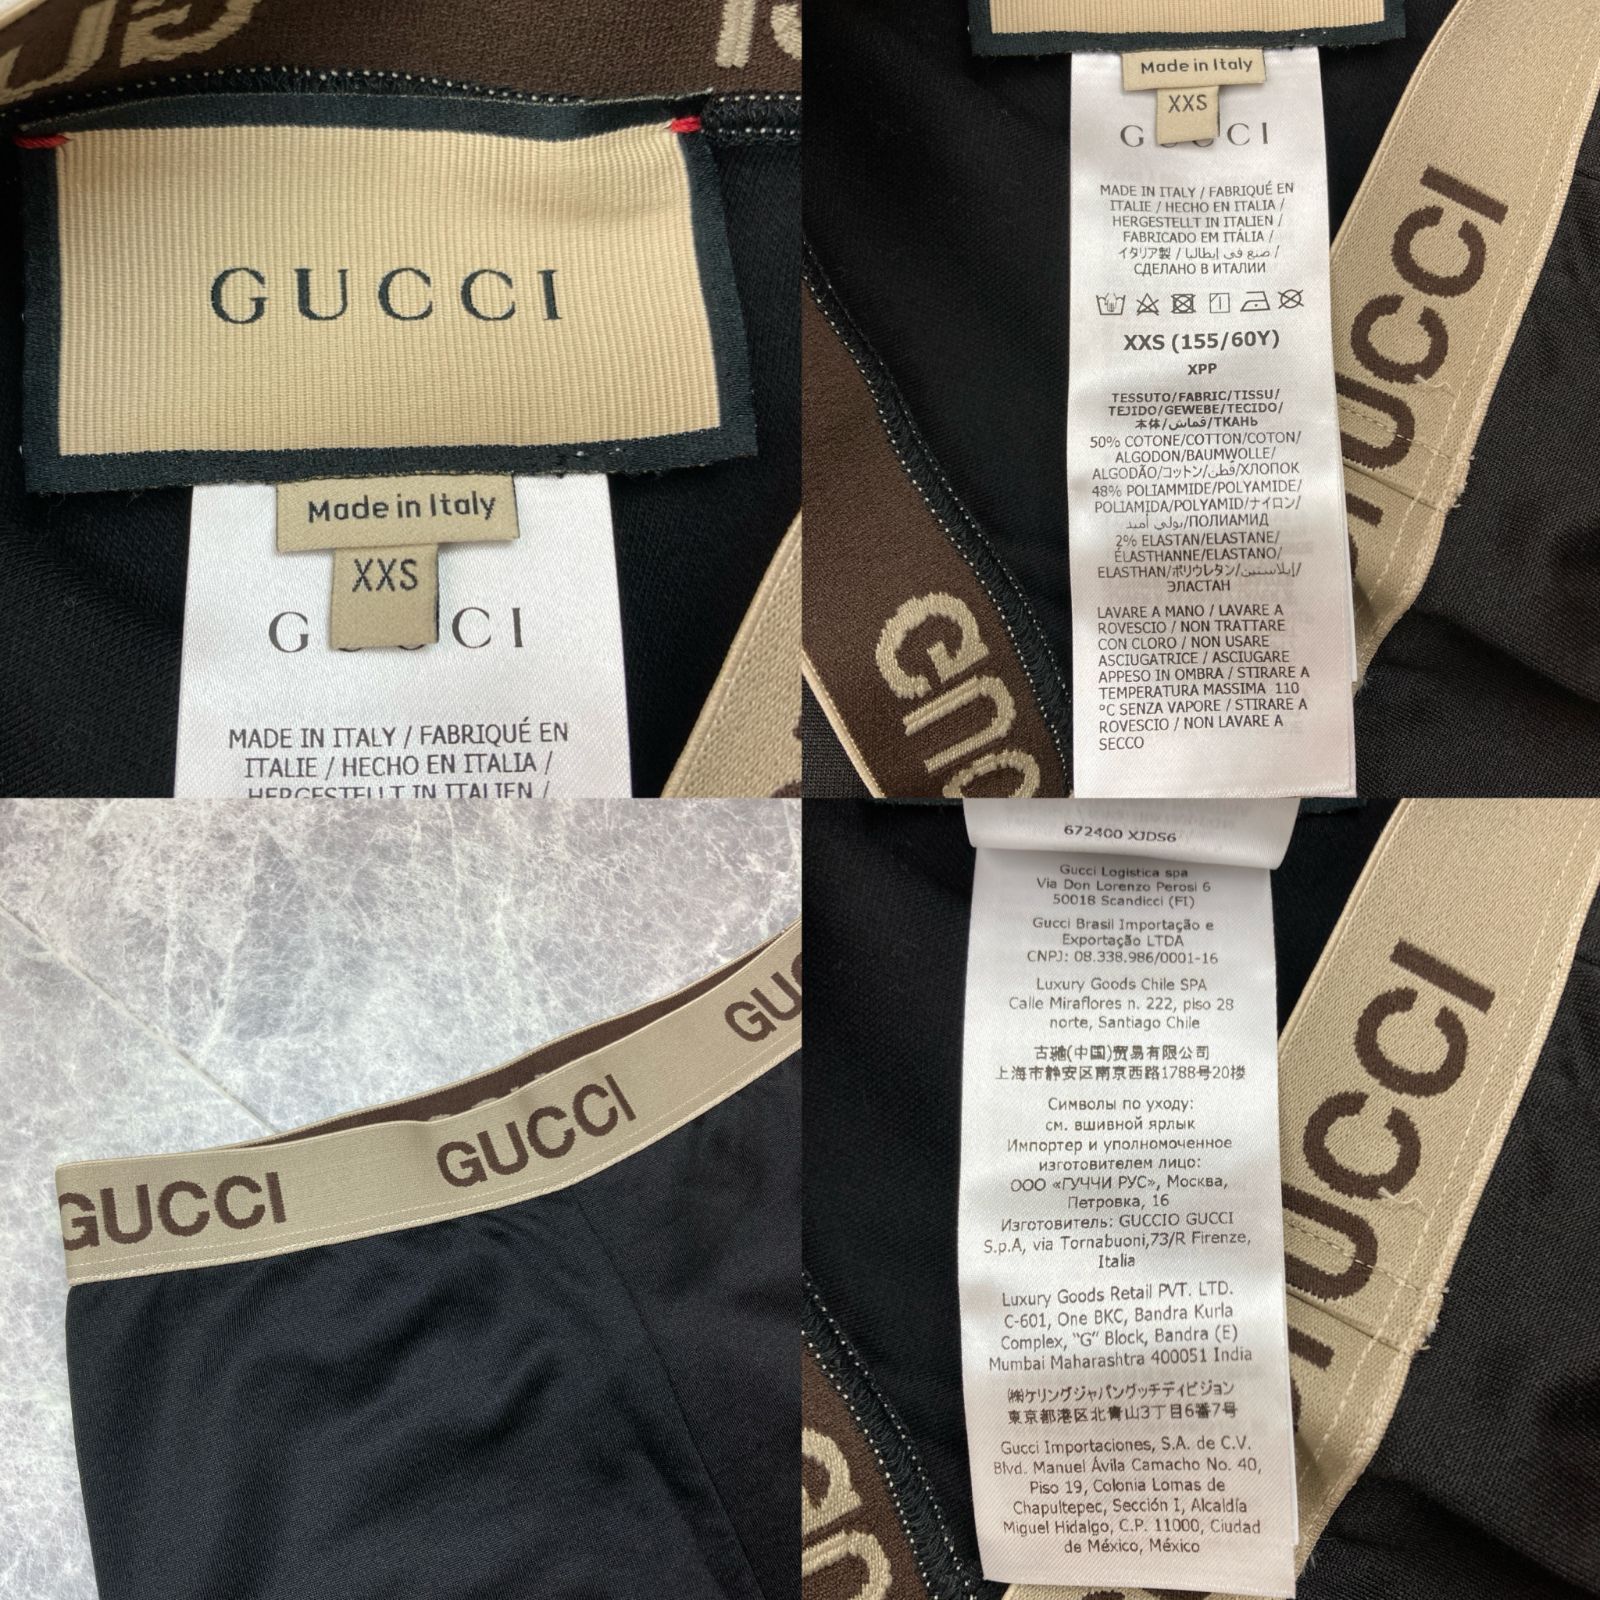 GUCCI
Made in Italy
XXS
GUCCI
MADE IN ITALY / FABRIQUÉ EN
ITALIE / HECHO EN ITALIA /
HERGESTELLT IN ITALIEN /
Made in Italy
XXS
GUCCI
MADE IN ITALY / FABRIQUÉ EN
ITALIE / HECHO EN ITALIA /
HERGESTELLT IN ITALIEN /
FABRICADO EM ITÁLIA /
イタリア製 / صنع في إيطاليا /
СДЕЛАНО В ИТАЛИИ
XXS (155/60Y)
XPP
TESSUTO/FABRIC/TISSU/
TEJIDO/GEWEBE/TECIDO/
本体/قماش/ТКАНЬ
50% COTONE/COTTON/COTON/
ALGODON/BAUMWOLLE/
ALGODÃO/コットン/قطن/ХЛОПОК
48% POLIAMMIDE/POLYAMIDE/
POLIAMIDA/POLYAMID/ナイロン/
بولي أميد/ПОЛИАМИД
2% ELASTAN/ELASTANE/
ÉLASTHANNE/ELASTANO/
ELASTHAN/ポリウレタン/إيلاستين/
ЭЛАСТАН
LAVARE A MANO / LAVARE A
ROVESCIO / NON TRATTARE
CON CLORO / NON USARE
ASCIUGATRICE / ASCIUGARE
APPESO IN OMBRA / STIRARE A
TEMPERATURA MASSIMA 110
°C SENZA VAPORE / STIRARE A
ROVESCIO / NON LAVARE A
SECCO
GUCCI
GUCCI
GUCCI
GUCCI
672400 XJDS6
Gucci Logistica spa
Via Don Lorenzo Perosi 6
50018 Scandicci (FI)
Gucci Brasil Importação e
Exportação LTDA
CNPJ: 08.338.986/0001-16
Luxury Goods Chile SPA
Calle Miraflores n. 222, piso 28
norte, Santiago Chile
古驰(中国)贸易有限公司
上海市静安区南京西路1788号20楼
Символы по уходу:
см. вшивной ярлык
Импортер и уполномоченное
изготовителем лицо:
ООО «ГУЧЧИ РУС», Москва,
Петровка, 16
Изготовитель: GUCCIO GUCCI
S.p.A, via Tornabuoni,73/R Firenze,
Italia
Luxury Goods Retail PVT. LTD.
C-601, One BKC, Bandra Kurla
Complex, "G" Block, Bandra (E)
Mumbai Maharashtra 400051 India
㈱ケリングジャパングッチディビジョン
東京都港区北青山3丁目6番7号
Gucci Importaciones, S.A. de C.V.
Blvd. Manuel Ávila Camacho No. 40,
Piso 19, Colonia Lomas de
Chapultepec, Sección I, Alcaldía
Miguel Hidalgo, C.P. 11000, Ciudad
de México, México
GUCCI